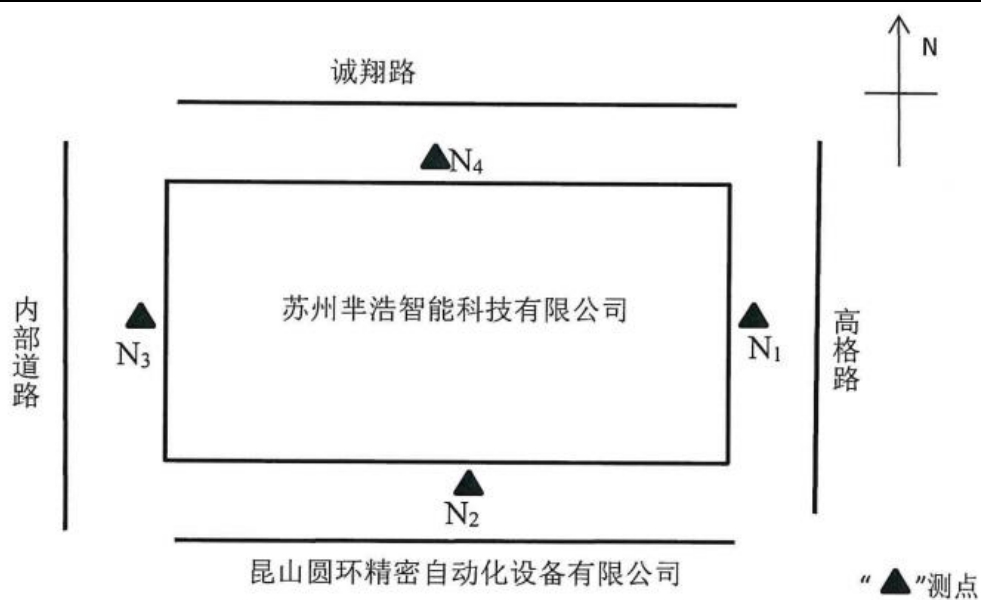 诚翔路
N
N₄
内部道路
苏州芈浩智能科技有限公司
高格路
N₃
N₁
N₂
昆山圆环精密自动化设备有限公司
“▲”测点